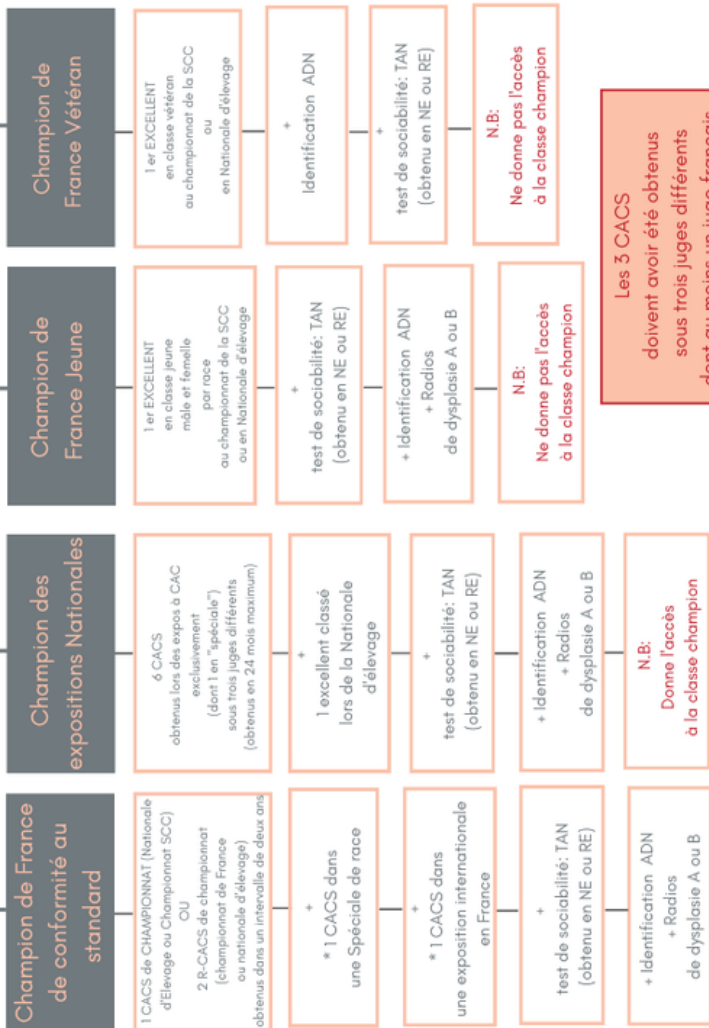 Champion de France
de conformité au
standard
1 CACS de CHAMPIONNAT (Nationale
d'Elevage ou Championnat SCC)
OU
2 R-CACS de championnat
(championnat de France
ou nationale d'élevage)
obtenus dans un intervalle de deux ans
+
* 1 CACS dans
une Spéciale de race
+
* 1 CACS dans
une exposition internationale
en France
+
test de sociabilité: TAN
(obtenu en NE ou RE)
+ Identification ADN
+ Radios
de dysplasie A ou B
Champion des
expositions Nationales
6 CACS
obtenus lors des expos à CAC
exclusivement
(dont 1 en "spéciale")
sous trois juges différents
(obtenus en 24 mois maximum)
+
1 excellent classé
lors de la Nationale
d'élevage
+
test de sociabilité: TAN
(obtenu en NE ou RE)
+ Identification ADN
+ Radios
de dysplasie A ou B
N.B:
Donne l'accès
à la classe champion
Champion de
France Jeune
1 er EXCELLENT
en classe jeune
mâle et femelle
par race
au championnat de la SCC
ou en Nationale d'élevage
+
test de sociabilité: TAN
(obtenu en NE ou RE)
+ Identification ADN
+ Radios
de dysplasie A ou B
N.B:
Ne donne pas l'accès
à la classe champion
Champion de
France Vétéran
1 er EXCELLENT
en classe vétéran
au championnat de la SCC
ou
en Nationale d'élevage
+
Identification ADN
+
test de sociabilité: TAN
(obtenu en NE ou RE)
N.B:
Ne donne pas l'accès
à la classe champion
Les 3 CACS
doivent avoir été obtenus
sous trois juges différents
dont au moins un juge français